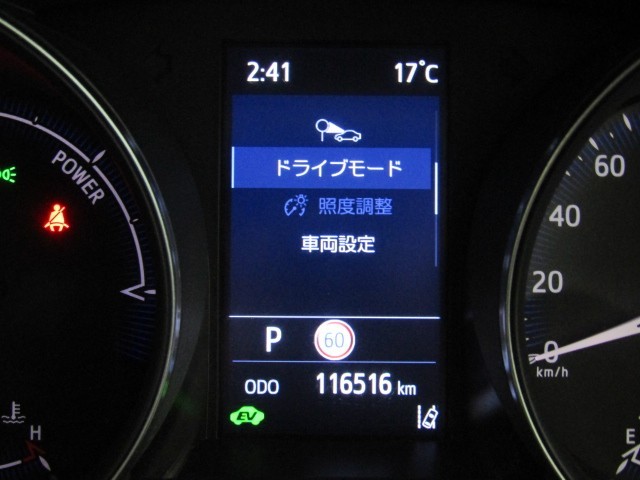 2:41 17°C
ドライブモード
照度調整
車両設定
P 60
ODO 116516 km
EV
POWER
H
60
40
20
0
km/h
E